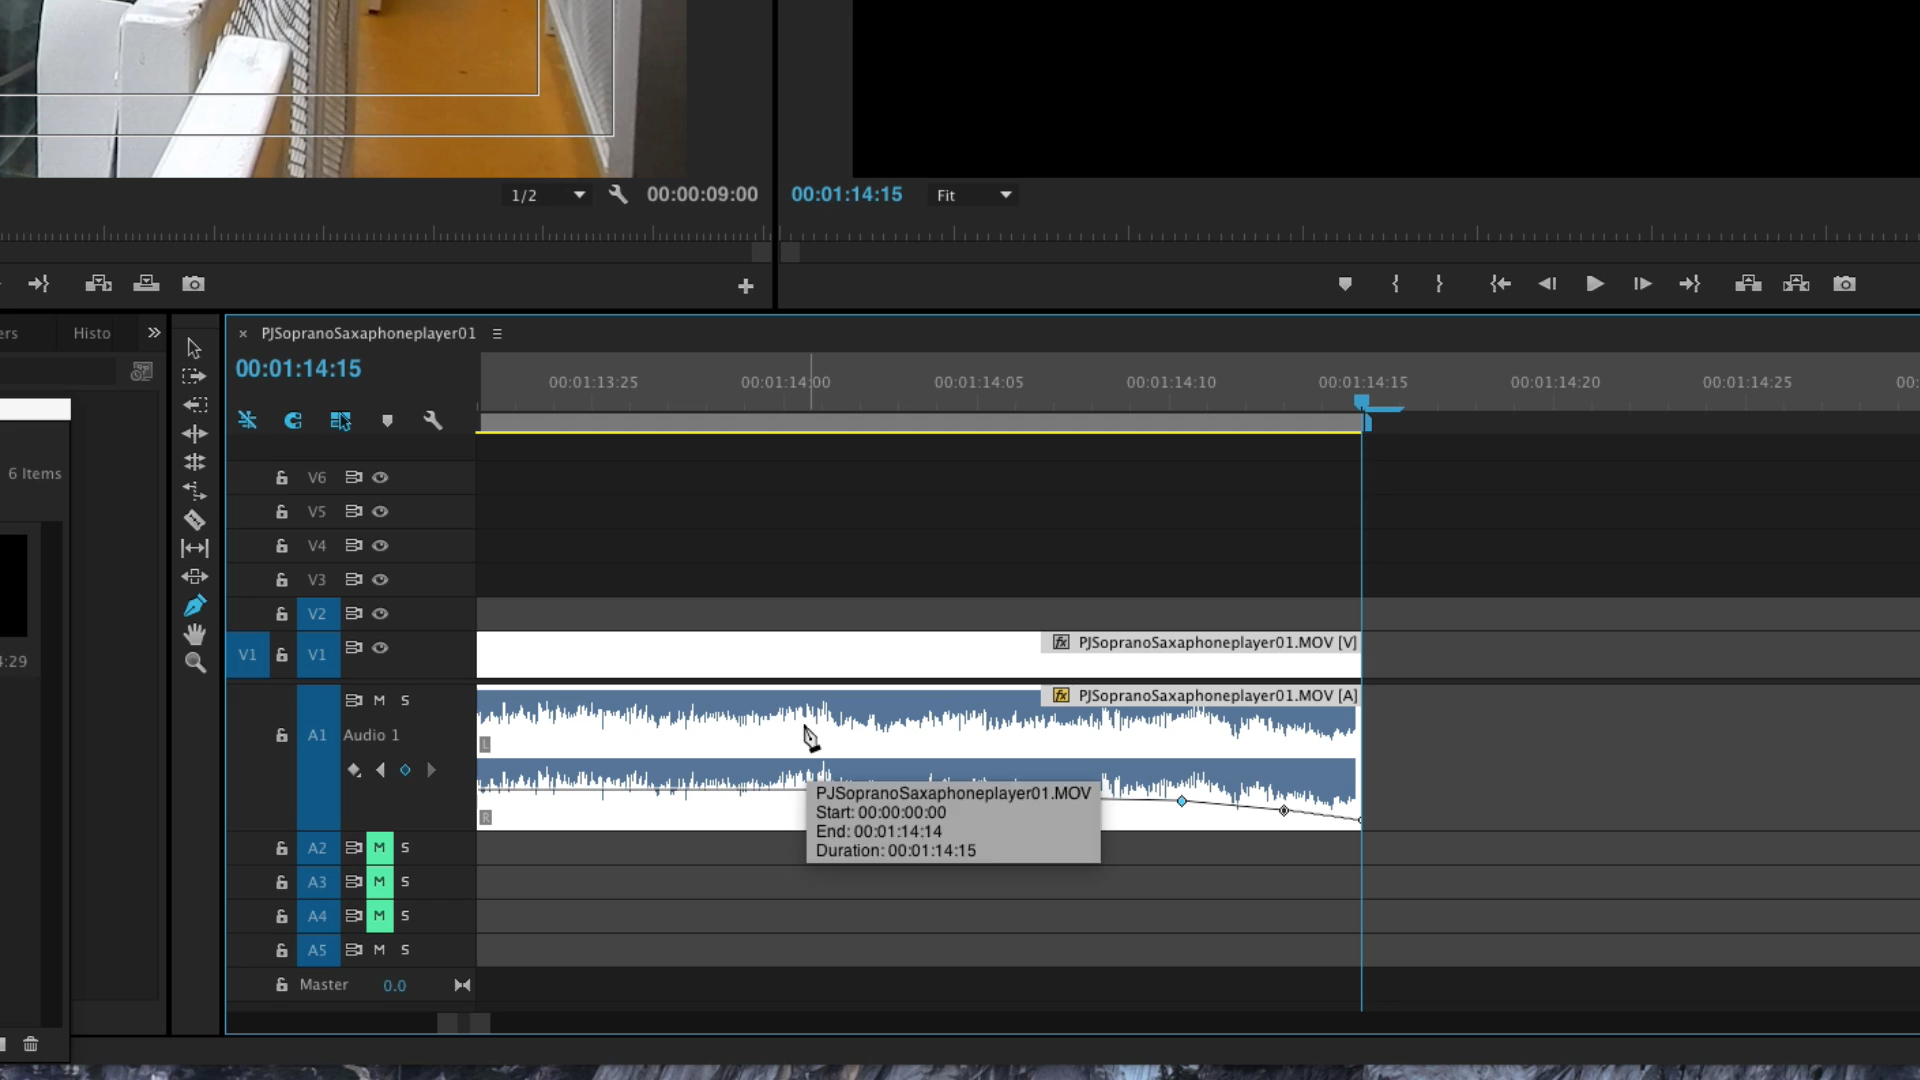 1/2
00:00:09:00
00:01:14:15
Fit
ers
Histo
PJSopranoSaxaphoneplayer01
00:01:14:15
00:01:13:25
00:01:14:00
00:01:14:05
00:01:14:10
00:01:14:15
00:01:14:20
00:01:14:25
00:
6 Items
V6
V5
V4
V3
V2
V1
V1
fx PJSopranoSaxaphoneplayer01.MOV [V]
:29
M S
fx PJSopranoSaxaphoneplayer01.MOV [A]
A1
Audio 1
L
R
PJSopranoSaxaphoneplayer01.MOV
Start: 00:00:00:00
End: 00:01:14:14
Duration: 00:01:14:15
A2 M S
A3 M S
A4 M S
A5 M S
Master 0.0